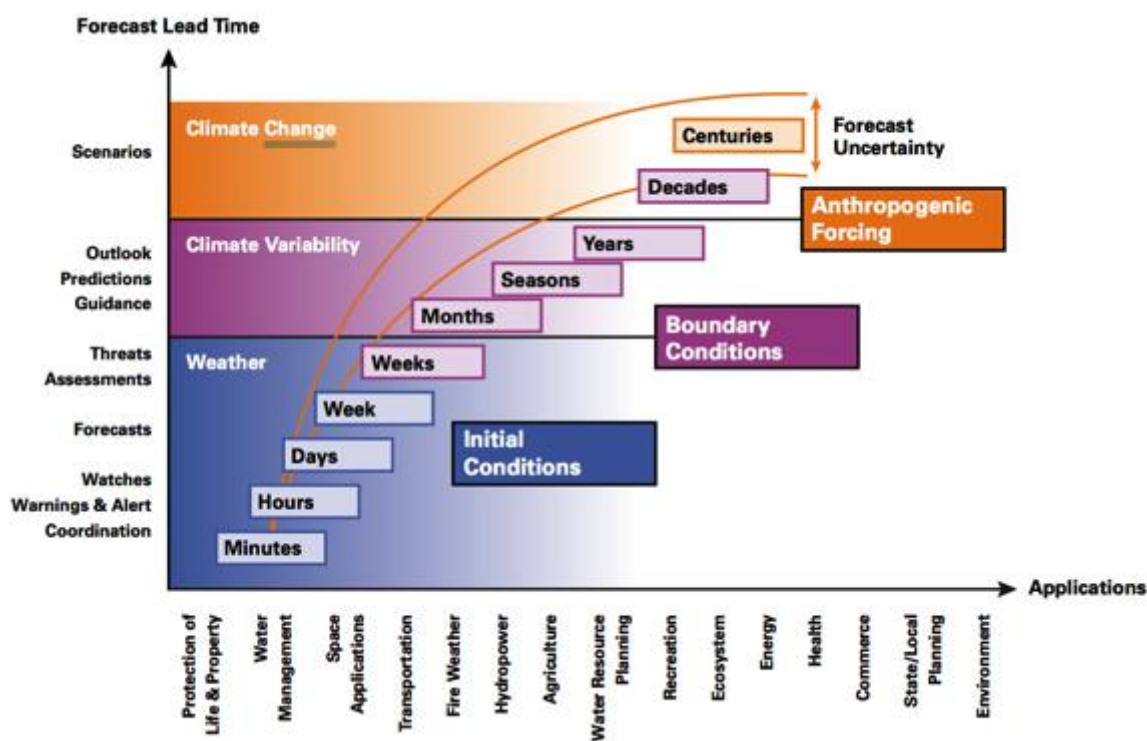 Forecast Lead Time
Climate Change
Scenarios
Centuries
Forecast
Uncertainty
Decades
Anthropogenic
Forcing
Climate Variability
Years
Outlook
Predictions
Guidance
Seasons
Months
Boundary
Conditions
Threats
Assessments
Weather
Weeks
Week
Forecasts
Initial
Conditions
Days
Watches
Warnings & Alert
Coordination
Hours
Minutes
Applications
Protection of
Life & Property
Water
Management
Space
Applications
Transportation
Fire Weather
Hydropower
Agriculture
Water Resource
Planning
Recreation
Ecosystem
Energy
Health
Commerce
State/Local
Planning
Environment